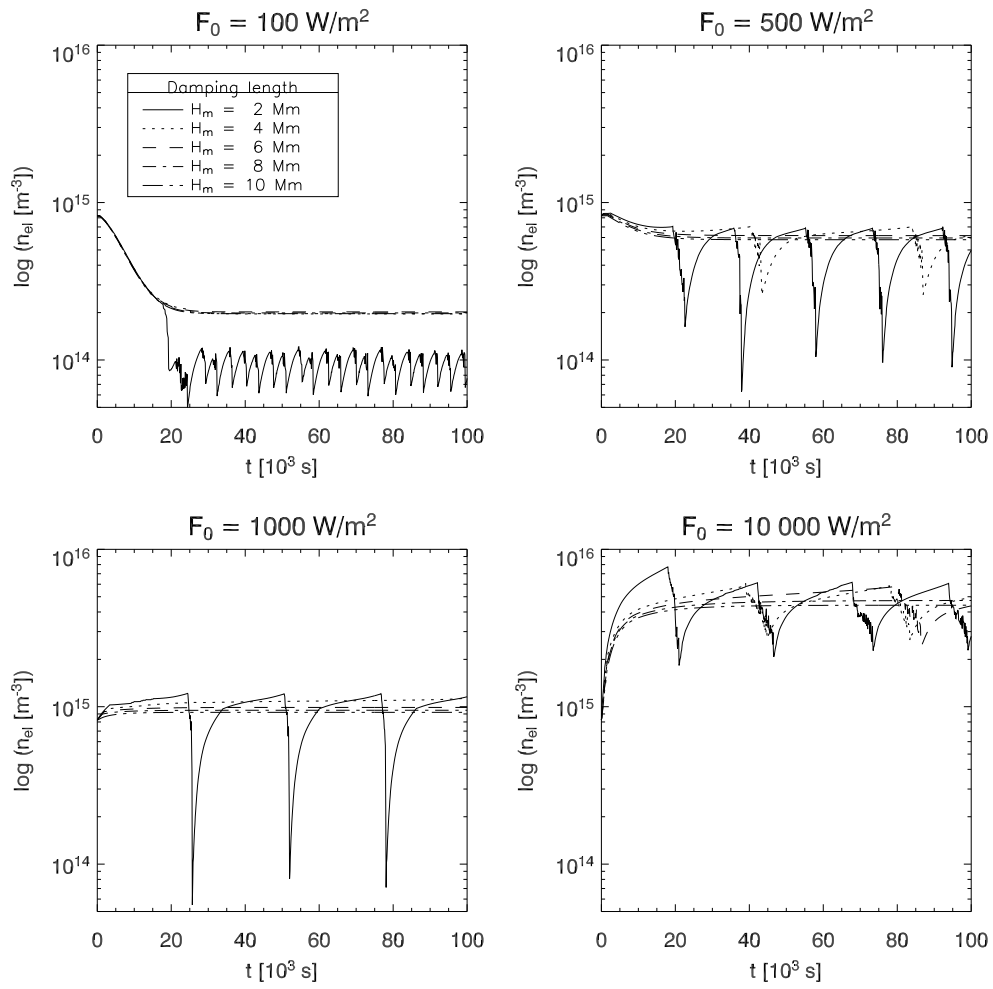 F₀ = 100 W/m²
F₀ = 500 W/m²
10¹⁶
10¹⁵
10¹⁴
log (nₑₗ [m⁻³])
Damping length
Hₘ = 2 Mm
Hₘ = 4 Mm
Hₘ = 6 Mm
Hₘ = 8 Mm
Hₘ = 10 Mm
0 20 40 60 80 100
t [10³ s]
10¹⁶
10¹⁵
10¹⁴
log (nₑₗ [m⁻³])
0 20 40 60 80 100
t [10³ s]
F₀ = 1000 W/m²
F₀ = 10 000 W/m²
10¹⁶
10¹⁵
10¹⁴
log (nₑₗ [m⁻³])
0 20 40 60 80 100
t [10³ s]
10¹⁶
10¹⁵
10¹⁴
log (nₑₗ [m⁻³])
0 20 40 60 80 100
t [10³ s]